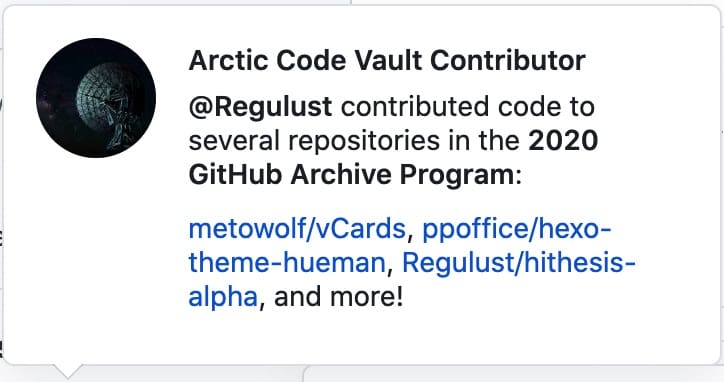 Arctic Code Vault Contributor
@Regulust contributed code to
several repositories in the 2020
GitHub Archive Program:
metowolf/vCards, ppoffice/hexo-
theme-hueman, Regulust/hithesis-
alpha, and more!